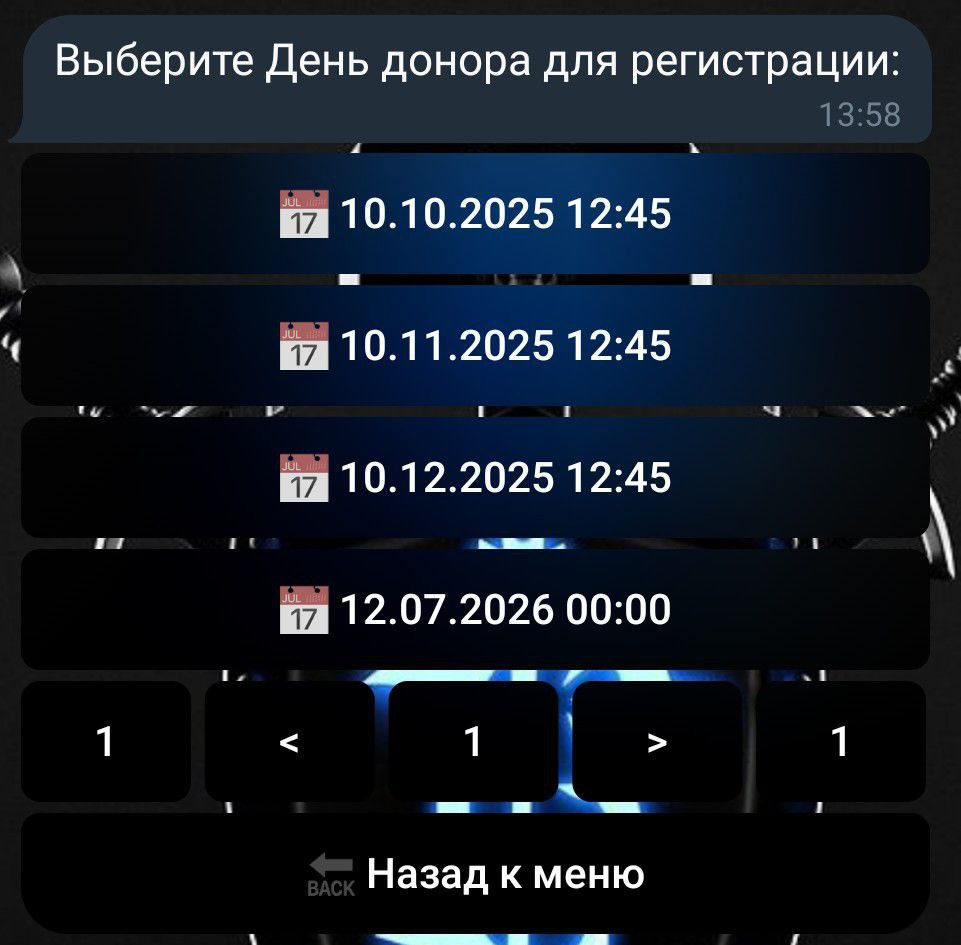 Выберите День донора для регистрации:
13:58
JUL 17 10.10.2025 12:45
JUL 17 10.11.2025 12:45
JUL 17 10.12.2025 12:45
JUL 17 12.07.2026 00:00
1 < 1 > 1
BACK Назад к меню